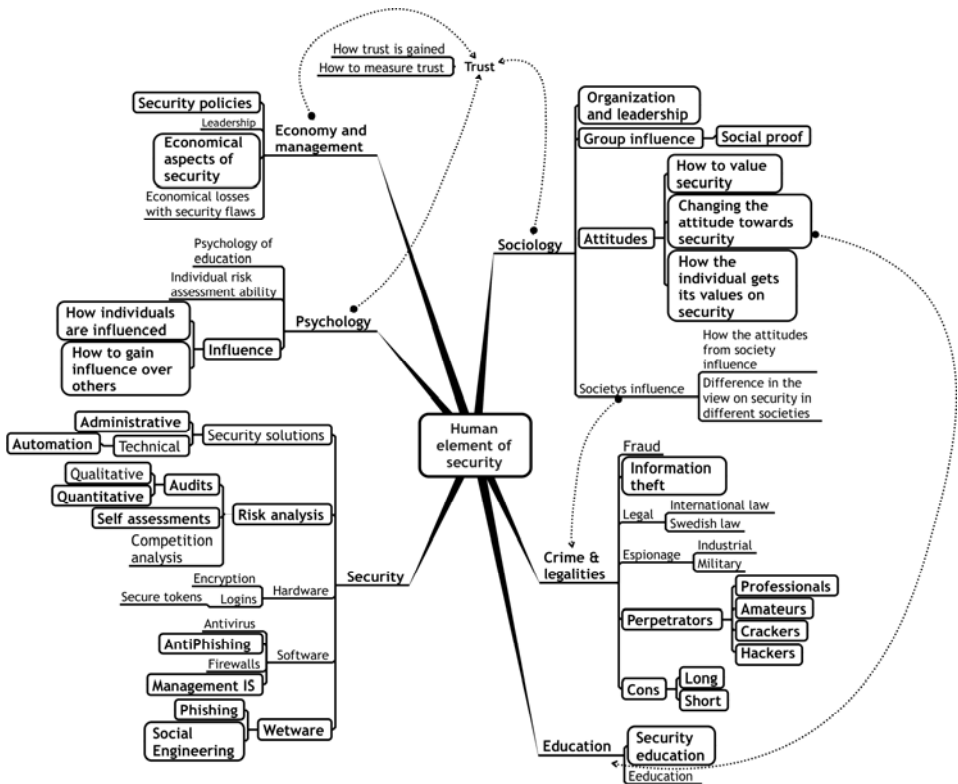 How trust is gained
How to measure trust
Trust
Security policies
Leadership
Economical
aspects of
security
Economical losses
with security flaws
Economy and
management
Psychology of
education
Individual risk
assessment ability
How individuals
are influenced
How to gain
influence over
others
Influence
Psychology
Organization
and leadership
Group influence
Social proof
How to value
security
Changing the
attitude towards
security
How the
individual gets
its values on
security
Attitudes
Sociology
How the attitudes
from society
influence
Difference in the
view on security in
different societies
Societys influence
Human
element of
security
Administrative
Automation
Technical
Security solutions
Qualitative
Quantitative
Audits
Self assessments
Competition
analysis
Risk analysis
Security
Encryption
Secure tokens
Logins
Hardware
Antivirus
AntiPhishing
Firewalls
Management IS
Software
Phishing
Social
Engineering
Wetware
Fraud
Information
theft
Legal
International law
Swedish law
Espionage
Industrial
Military
Crime &
legalities
Perpetrators
Professionals
Amateurs
Crackers
Hackers
Cons
Long
Short
Education
Security
education
Eeducation